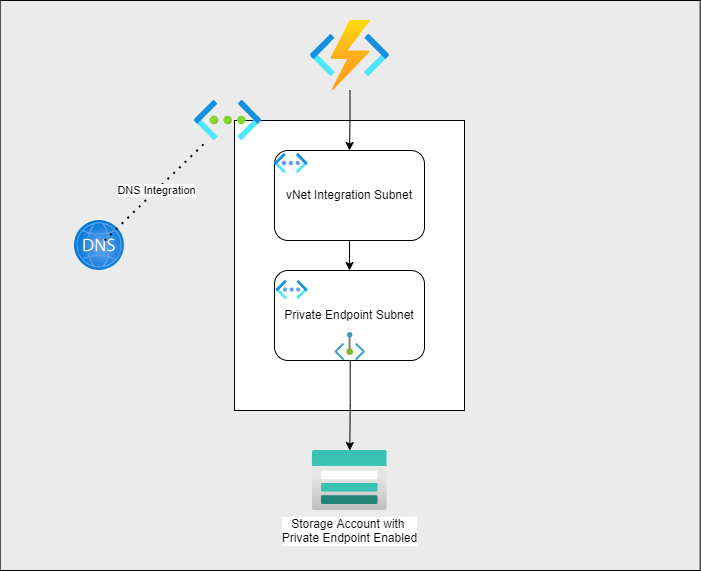 DNS Integration
DNS
vNet Integration Subnet
Private Endpoint Subnet
Storage Account with
Private Endpoint Enabled